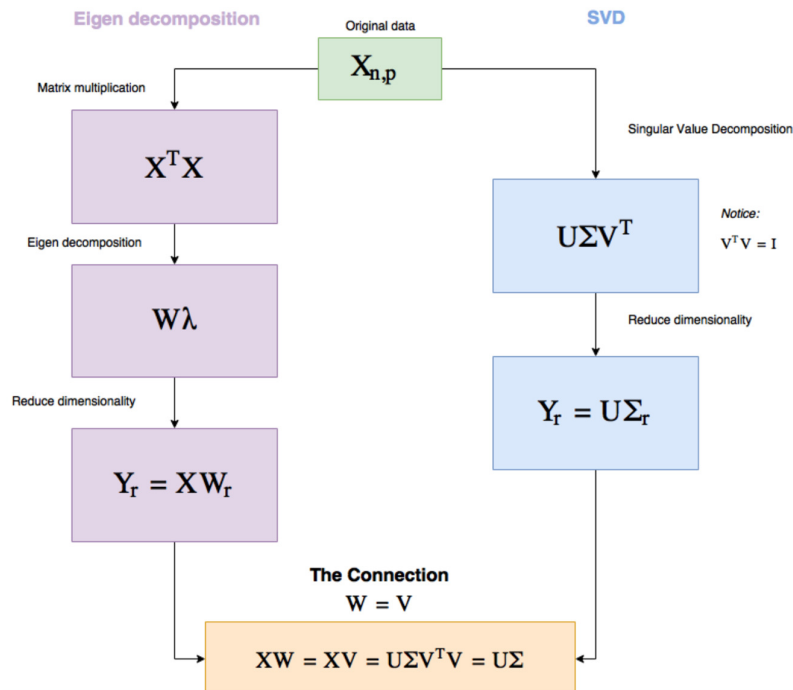 Eigen decomposition
SVD
Original data
Xₙ,ₚ
Matrix multiplication
Singular Value Decomposition
XᵀX
Notice:
UΣVᵀ
VᵀV = I
Eigen decomposition
Wλ
Reduce dimensionality
Reduce dimensionality
Yᵣ = UΣᵣ
Yᵣ = XWᵣ
The Connection
W = V
XW = XV = UΣVᵀV = UΣ